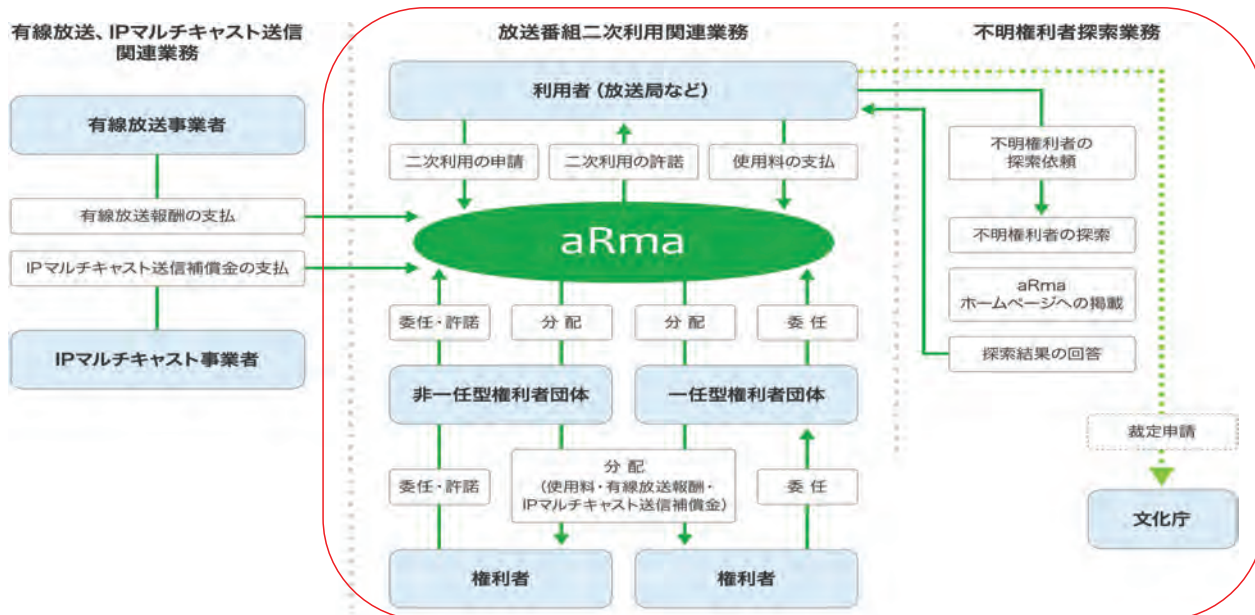 有線放送、IPマルチキャスト送信
関連業務
有線放送事業者
有線放送報酬の支払
IPマルチキャスト送信補償金の支払
IPマルチキャスト事業者
放送番組二次利用関連業務
利用者（放送局など）
二次利用の申請
二次利用の許諾
使用料の支払
aRma
委任・許諾
分 配
分 配
委 任
非一任型権利者団体
一任型権利者団体
委任・許諾
分 配
（使用料・有線放送報酬・
IPマルチキャスト送信補償金）
委 任
権利者
権利者
不明権利者探索業務
不明権利者の
探索依頼
不明権利者の探索
aRma
ホームページへの掲載
探索結果の回答
裁定申請
文化庁